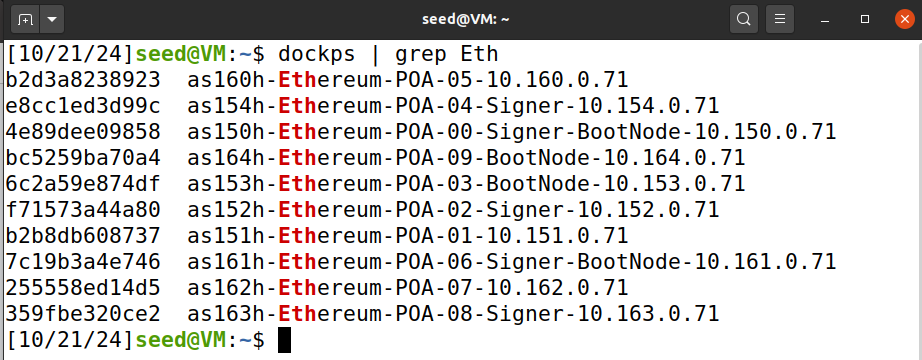 seed@VM: ~
[10/21/24]seed@VM:~$ dockps | grep Eth
b2d3a8238923  as160h-Ethereum-POA-05-10.160.0.71
e8cc1ed3d99c  as154h-Ethereum-POA-04-Signer-10.154.0.71
4e89dee09858  as150h-Ethereum-POA-00-Signer-BootNode-10.150.0.71
bc5259ba70a4  as164h-Ethereum-POA-09-BootNode-10.164.0.71
6c2a59e874df  as153h-Ethereum-POA-03-BootNode-10.153.0.71
f71573a44a80  as152h-Ethereum-POA-02-Signer-10.152.0.71
b2b8db608737  as151h-Ethereum-POA-01-10.151.0.71
7c19b3a4e746  as161h-Ethereum-POA-06-Signer-BootNode-10.161.0.71
255558ed14d5  as162h-Ethereum-POA-07-10.162.0.71
359fbe320ce2  as163h-Ethereum-POA-08-Signer-10.163.0.71
[10/21/24]seed@VM:~$